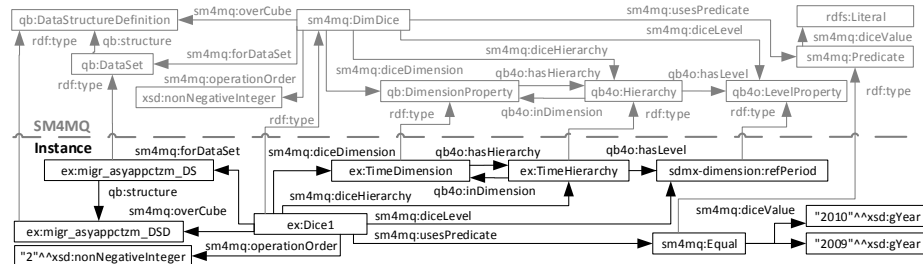 sm4mq:overCube
qb:DataStructureDefinition
sm4mq:DimDice
sm4mq:usesPredicate
rdfs:Literal
rdf:type
qb:structure
sm4mq:forDataSet
sm4mq:diceLevel
sm4mq:diceValue
qb:DataSet
rdf:type
sm4mq:diceHierarchy
sm4mq:Predicate
rdf:type
sm4mq:operationOrder
sm4mq:diceDimension
qb4o:hasHierarchy
qb4o:hasLevel
xsd:nonNegativeInteger
qb:DimensionProperty
qb4o:Hierarchy
qb4o:LevelProperty
rdf:type
rdf:type
qb4o:inDimension
rdf:type
rdf:type
rdf:type
SM4MQ
Instance
sm4mq:forDataSet
sm4mq:diceDimension
qb4o:hasHierarchy
qb4o:hasLevel
ex:migr_asyappctzm_DS
ex:TimeDimension
ex:TimeHierarchy
sdmx-dimension:refPeriod
qb:structure
qb4o:inDimension
sm4mq:diceHierarchy
sm4mq:overCube
sm4mq:diceLevel
sm4mq:diceValue
"2010"^^xsd:gYear
ex:migr_asyappctzm_DSD
ex:Dice1
sm4mq:usesPredicate
sm4mq:operationOrder
sm4mq:Equal
"2009"^^xsd:gYear
"2"^^xsd:nonNegativeInteger